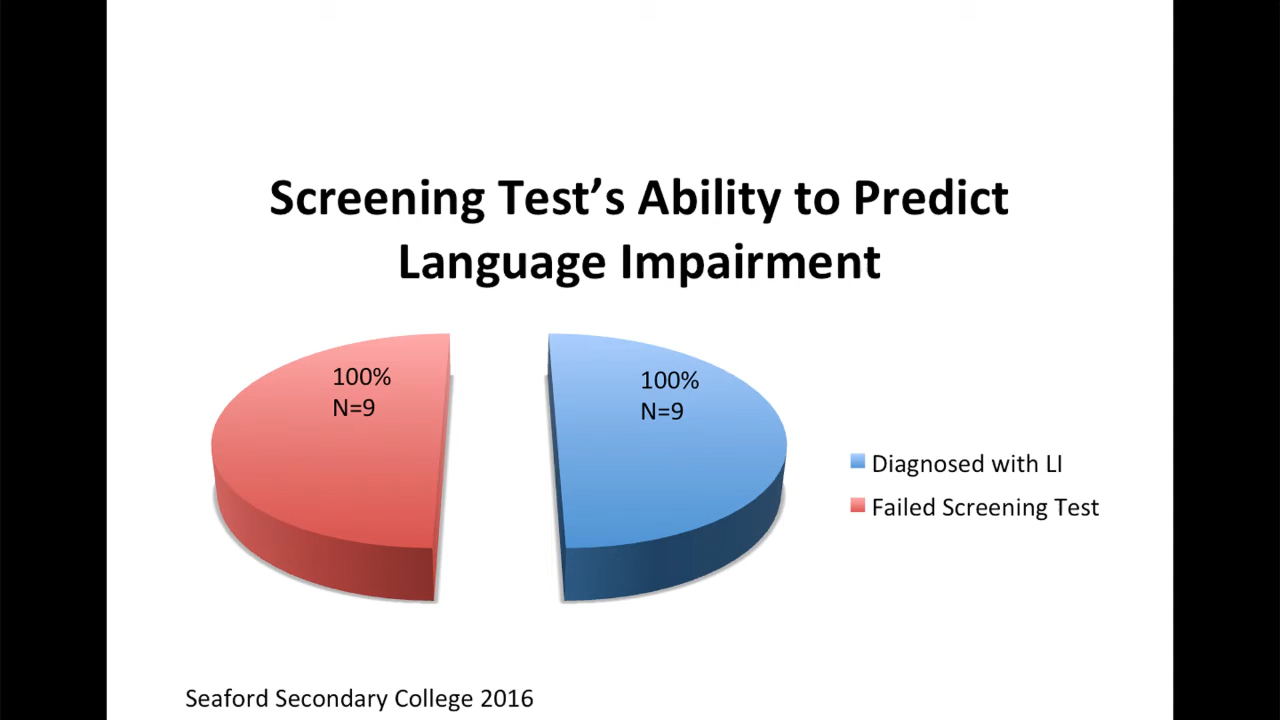 Screening Test’s Ability to Predict
Language Impairment
100%
N=9
100%
N=9
Diagnosed with LI
Failed Screening Test
Seaford Secondary College 2016